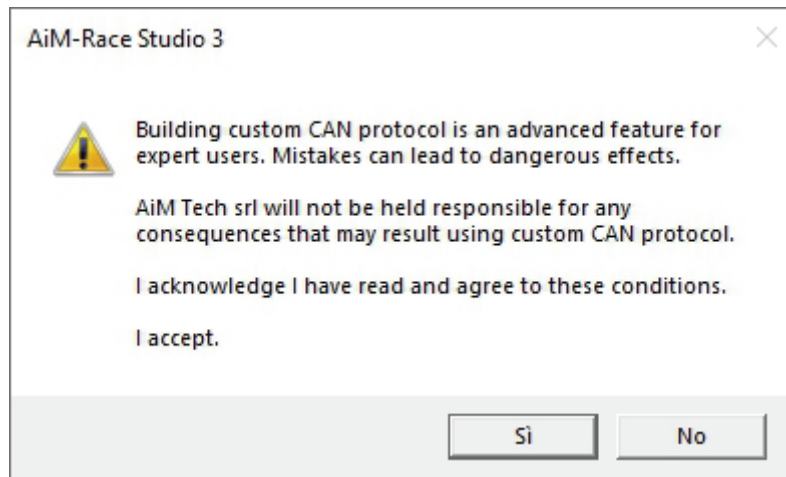 AiM-Race Studio 3
Building custom CAN protocol is an advanced feature for
expert users. Mistakes can lead to dangerous effects.
AiM Tech srl will not be held responsible for any
consequences that may result using custom CAN protocol.
I acknowledge I have read and agree to these conditions.
I accept.
Sì
No